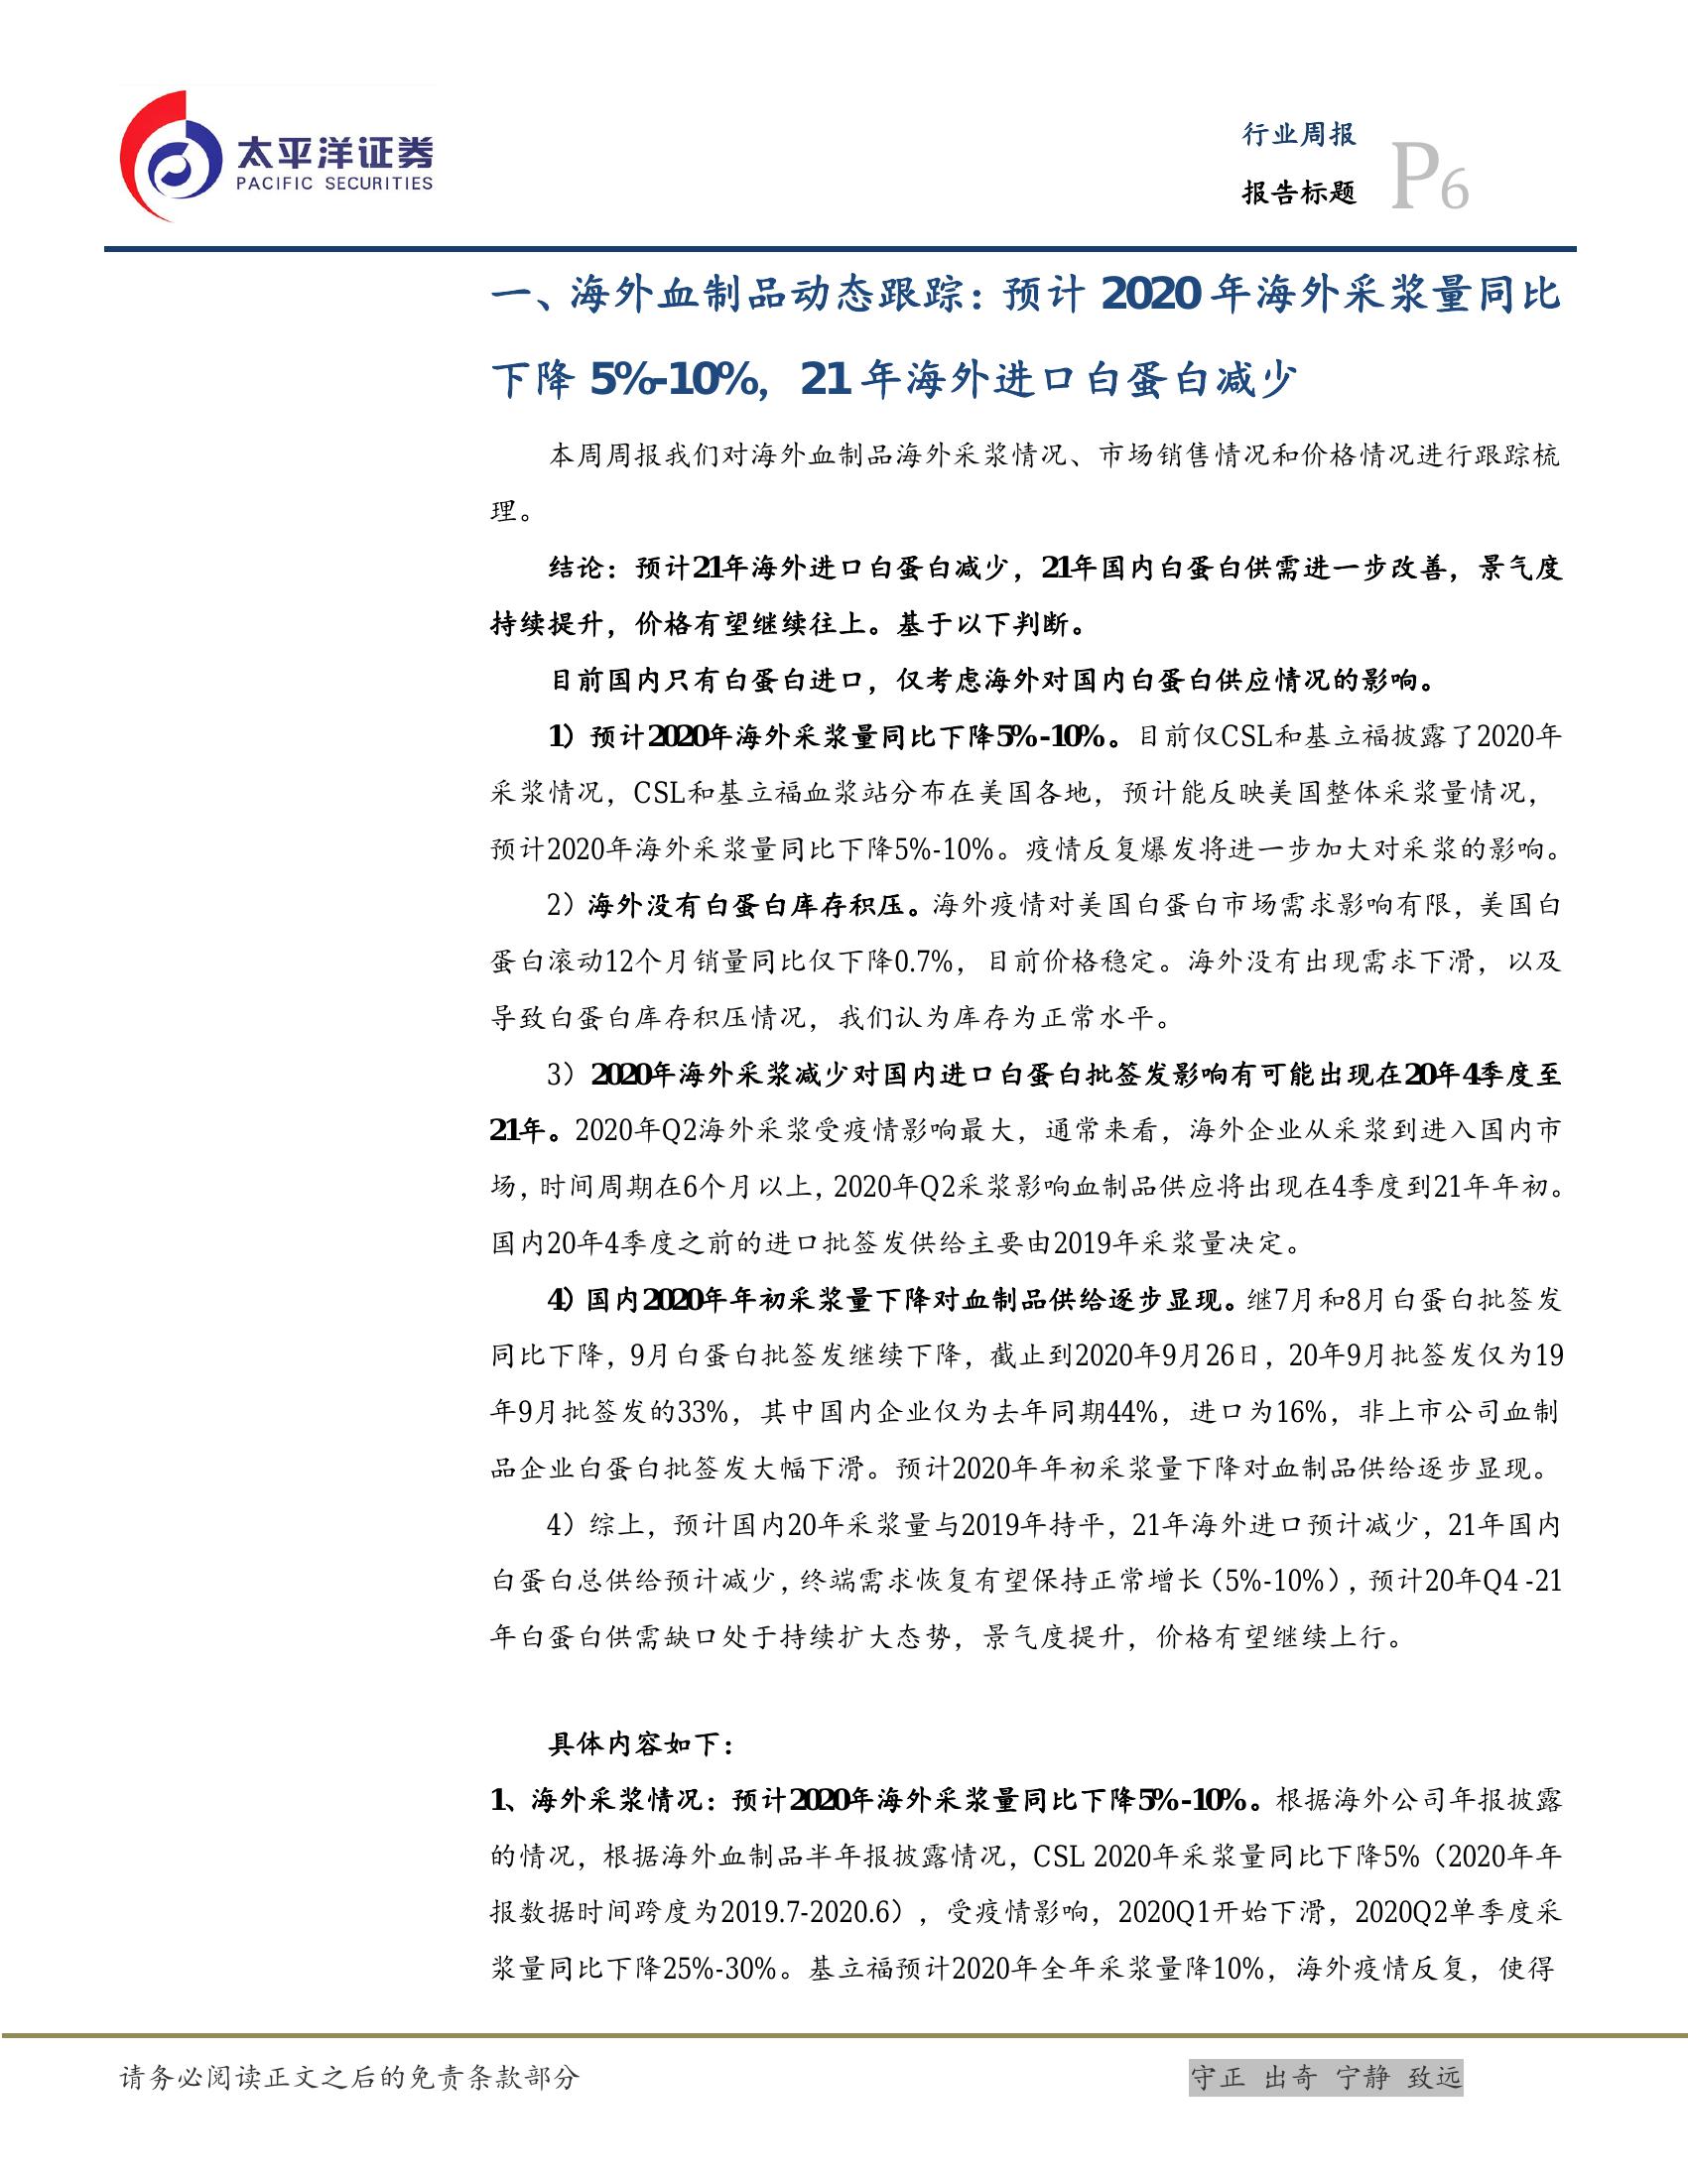 太平洋证券
PACIFIC SECURITIES
行业周报
报告标题
P6
一、海外血制品动态跟踪：预计 2020 年海外采浆量同比
下降 5%-10%，21 年海外进口白蛋白减少
本周周报我们对海外血制品海外采浆情况、市场销售情况和价格情况进行跟踪梳
理。
结论：预计21年海外进口白蛋白减少，21年国内白蛋白供需进一步改善，景气度
持续提升，价格有望继续往上。基于以下判断。
目前国内只有白蛋白进口，仅考虑海外对国内白蛋白供应情况的影响。
1）预计2020年海外采浆量同比下降5%-10%。目前仅CSL和基立福披露了2020年
采浆情况，CSL和基立福血浆站分布在美国各地，预计能反映美国整体采浆量情况，
预计2020年海外采浆量同比下降5%-10%。疫情反复爆发将进一步加大对采浆的影响。
2）海外没有白蛋白库存积压。海外疫情对美国白蛋白市场需求影响有限，美国白
蛋白滚动12个月销量同比仅下降0.7%，目前价格稳定。海外没有出现需求下滑，以及
导致白蛋白库存积压情况，我们认为库存为正常水平。
3）2020年海外采浆减少对国内进口白蛋白批签发影响有可能出现在20年4季度至
21年。2020年Q2海外采浆受疫情影响最大，通常来看，海外企业从采浆到进入国内市
场，时间周期在6个月以上，2020年Q2采浆影响血制品供应将出现在4季度到21年年初。
国内20年4季度之前的进口批签发供给主要由2019年采浆量决定。
4）国内2020年年初采浆量下降对血制品供给逐步显现。继7月和8月白蛋白批签发
同比下降，9月白蛋白批签发继续下降，截止到2020年9月26日，20年9月批签发仅为19
年9月批签发的33%，其中国内企业仅为去年同期44%，进口为16%，非上市公司血制
品企业白蛋白批签发大幅下滑。预计2020年年初采浆量下降对血制品供给逐步显现。
4）综上，预计国内20年采浆量与2019年持平，21年海外进口预计减少，21年国内
白蛋白总供给预计减少，终端需求恢复有望保持正常增长（5%-10%），预计20年Q4 -21
年白蛋白供需缺口处于持续扩大态势，景气度提升，价格有望继续上行。
具体内容如下：
1、海外采浆情况：预计2020年海外采浆量同比下降5%-10%。根据海外公司年报披露
的情况，根据海外血制品半年报披露情况，CSL 2020年采浆量同比下降5%（2020年年
报数据时间跨度为2019.7-2020.6），受疫情影响，2020Q1开始下滑，2020Q2单季度采
浆量同比下降25%-30%。基立福预计2020年全年采浆量降10%，海外疫情反复，使得
请务必阅读正文之后的免责条款部分
守正 出奇 宁静 致远